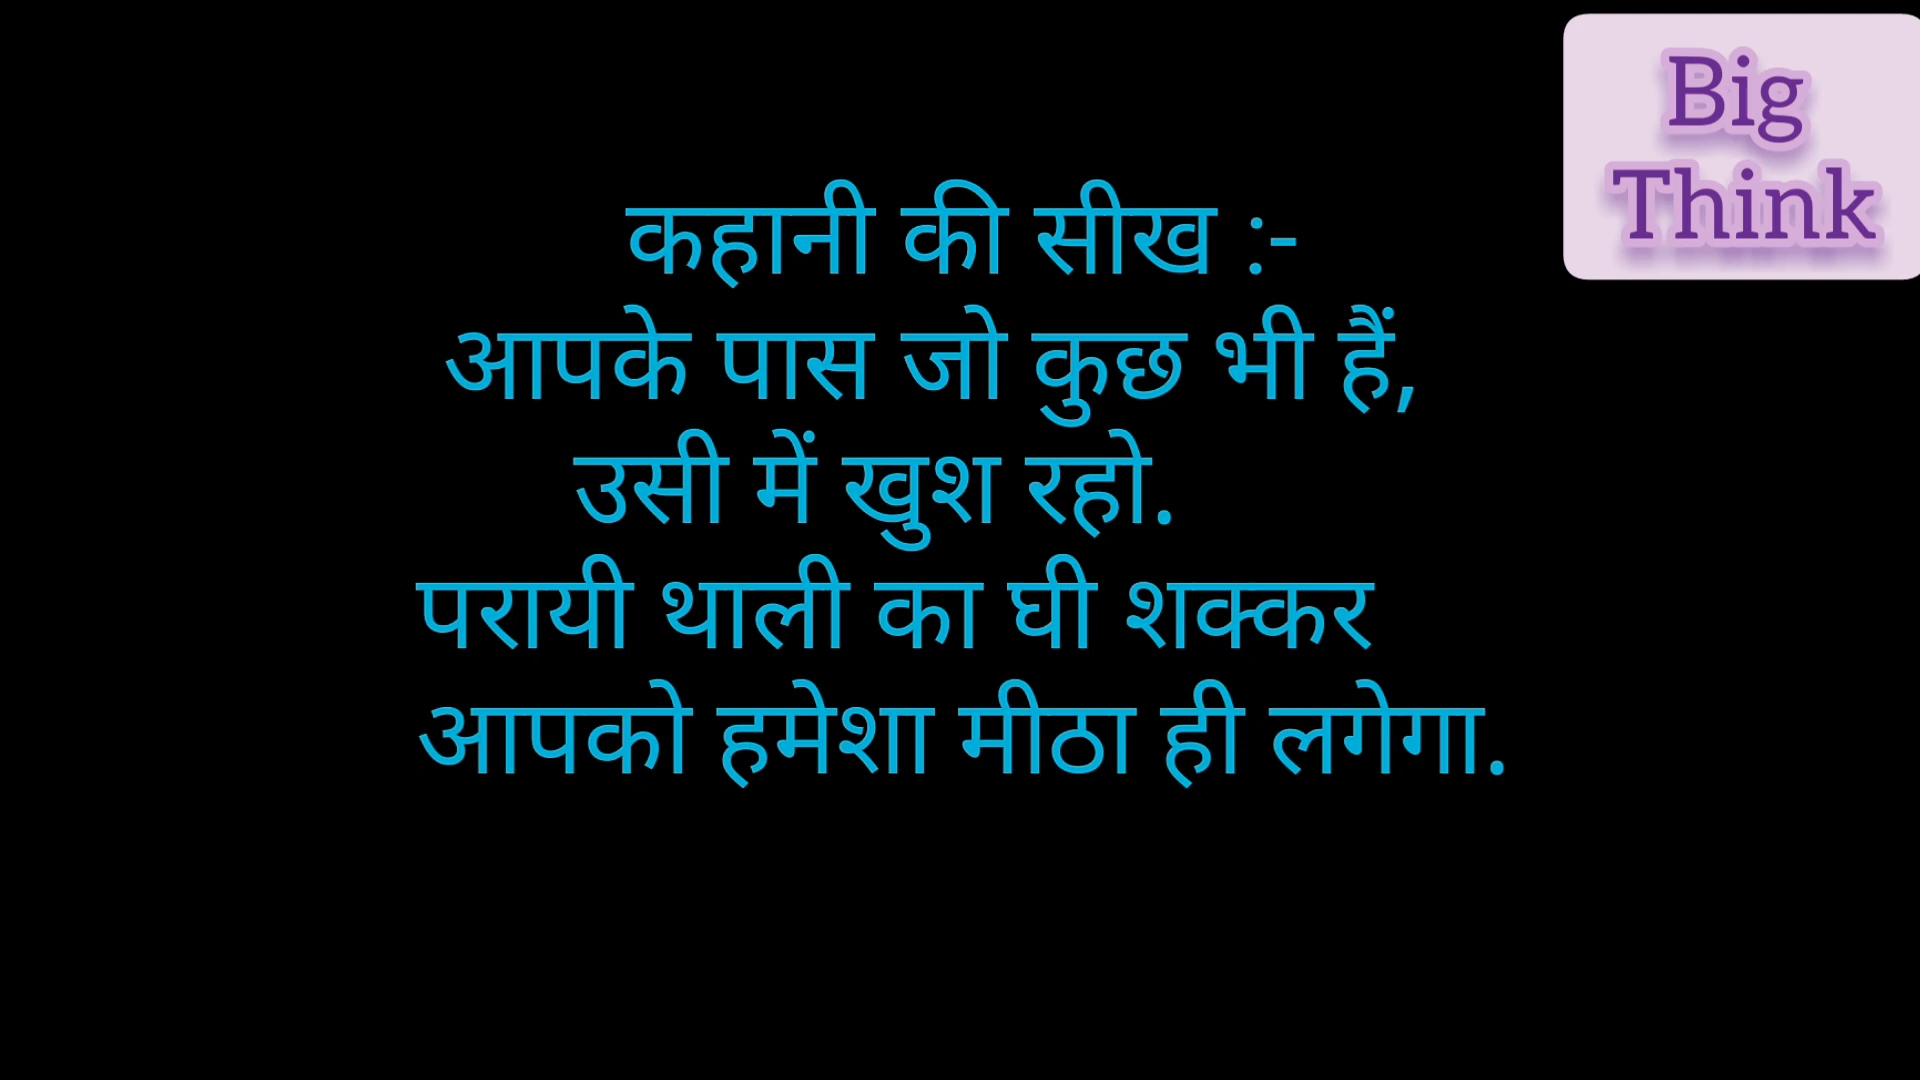 Big
Think
कहानी की सीख :-
आपके पास जो कुछ भी हैं,
उसी में खुश रहो.
परायी थाली का घी शक्कर
आपको हमेशा मीठा ही लगेगा.